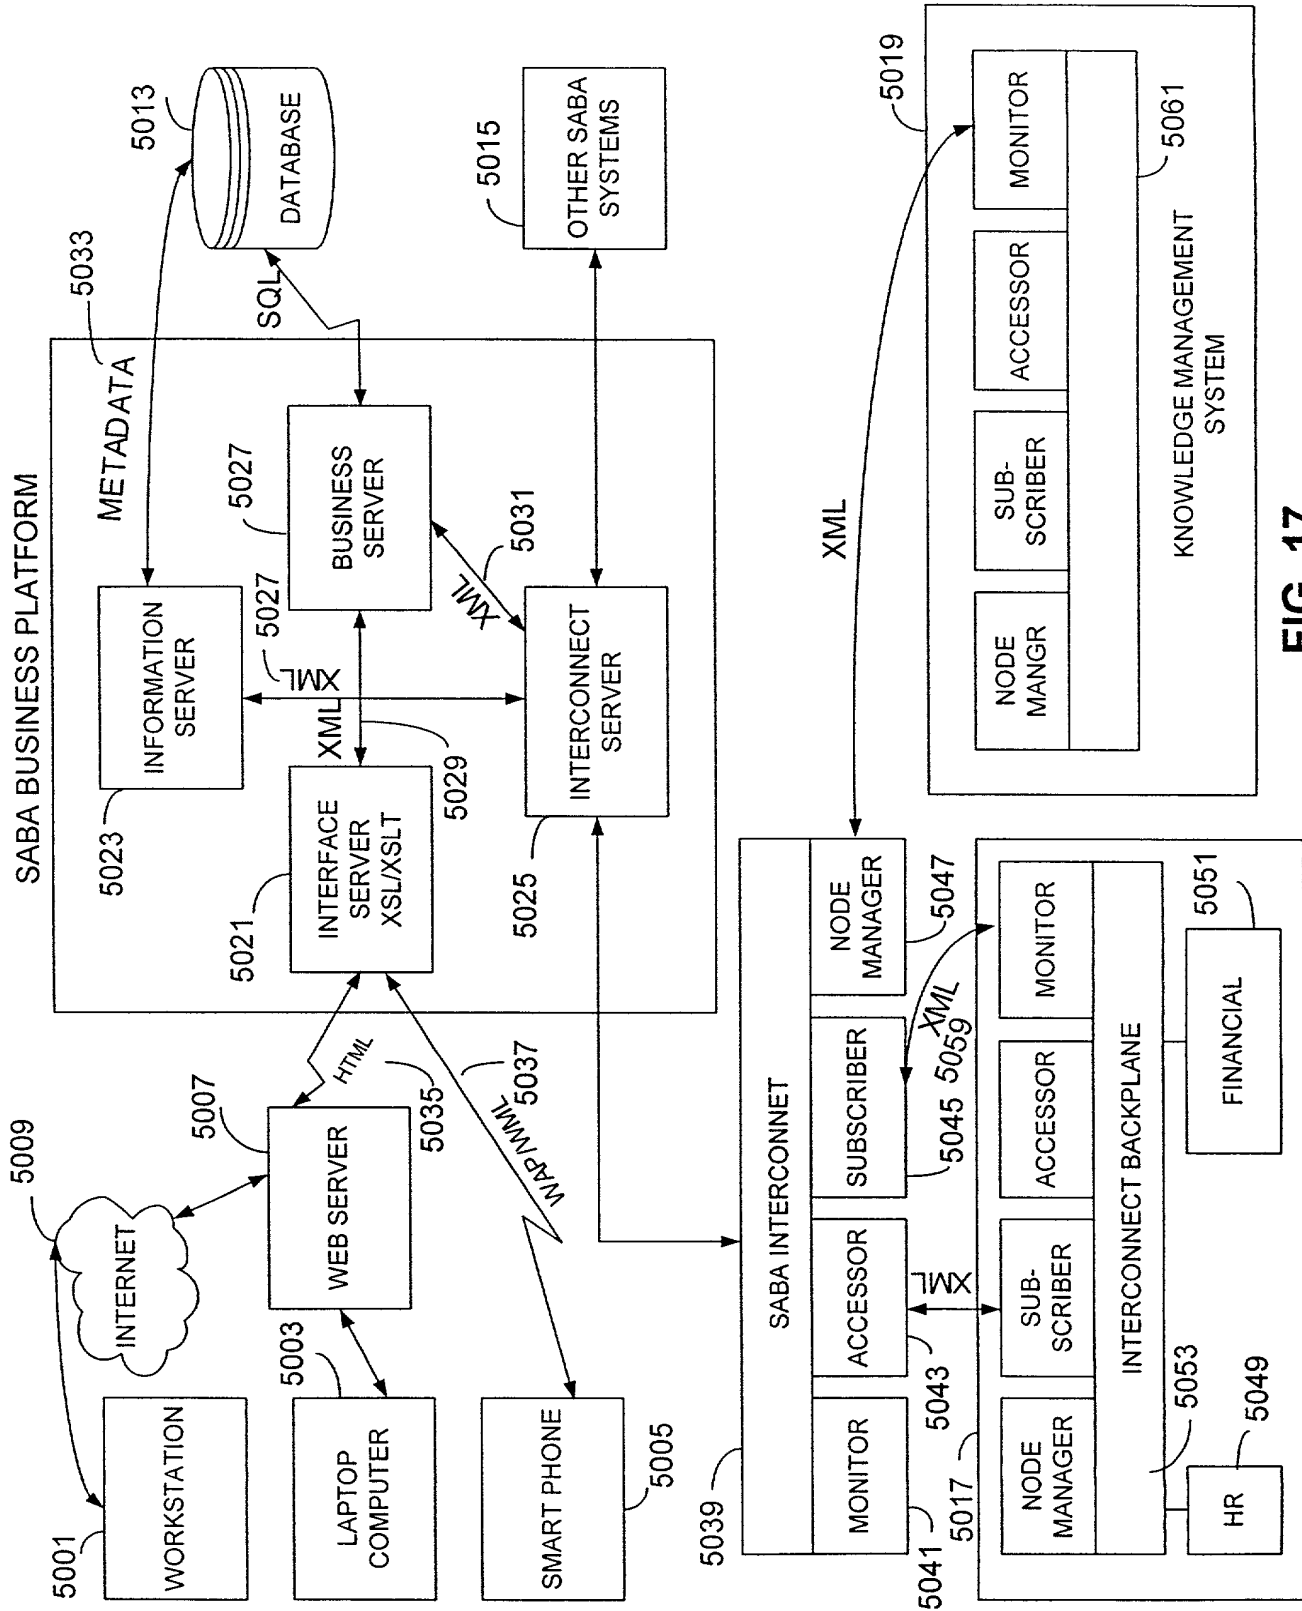 SABA BUSINESS PLATFORM
5001
WORKSTATION
5009
INTERNET
5007
WEB SERVER
5003
LAPTOP
COMPUTER
SMART PHONE
5005
HTML
5035
WAP/WML
5037
5023
INFORMATION
SERVER
METADATA
5033
5013
DATABASE
SQL
5021
INTERFACE
SERVER
XSL/XSLT
XML
5029
XML
5027
5027
BUSINESS
SERVER
XML
5031
5025
INTERCONNECT
SERVER
5015
OTHER SABA
SYSTEMS
5039
SABA INTERCONNET
MONITOR
ACCESSOR
SUBSCRIBER
NODE
MANAGER
5041
5043
5045
5047
XML
XML
5059
5017
NODE
MANAGER
SUB-
SCRIBER
ACCESSOR
MONITOR
INTERCONNECT BACKPLANE
5053
HR
5049
FINANCIAL
5051
XML
5019
NODE
MANGR
SUB-
SCRIBER
ACCESSOR
MONITOR
5061
KNOWLEDGE MANAGEMENT
SYSTEM
FIG. 17